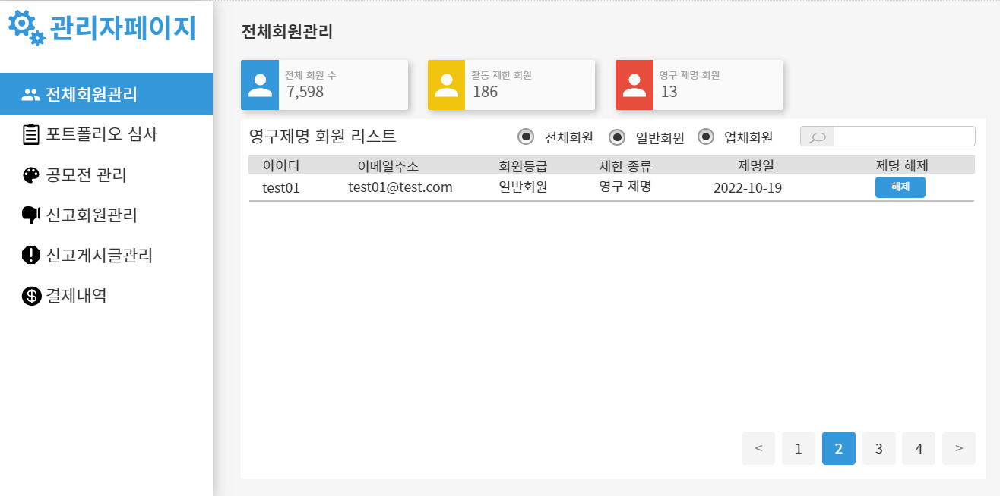 관리자페이지
전체회원관리
포트폴리오 심사
공모전 관리
신고회원관리
신고게시글관리
결제내역
전체회원관리
전체 회원 수
7,598
활동 제한 회원
186
영구 제명 회원
13
영구제명 회원 리스트 전체회원 일반회원 업체회원
아이디 이메일주소 회원등급 제한 종류 제명일 제명 해제
test01 test01@test.com 일반회원 영구 제명 2022-10-19 해제
< 1 2 3 4 >